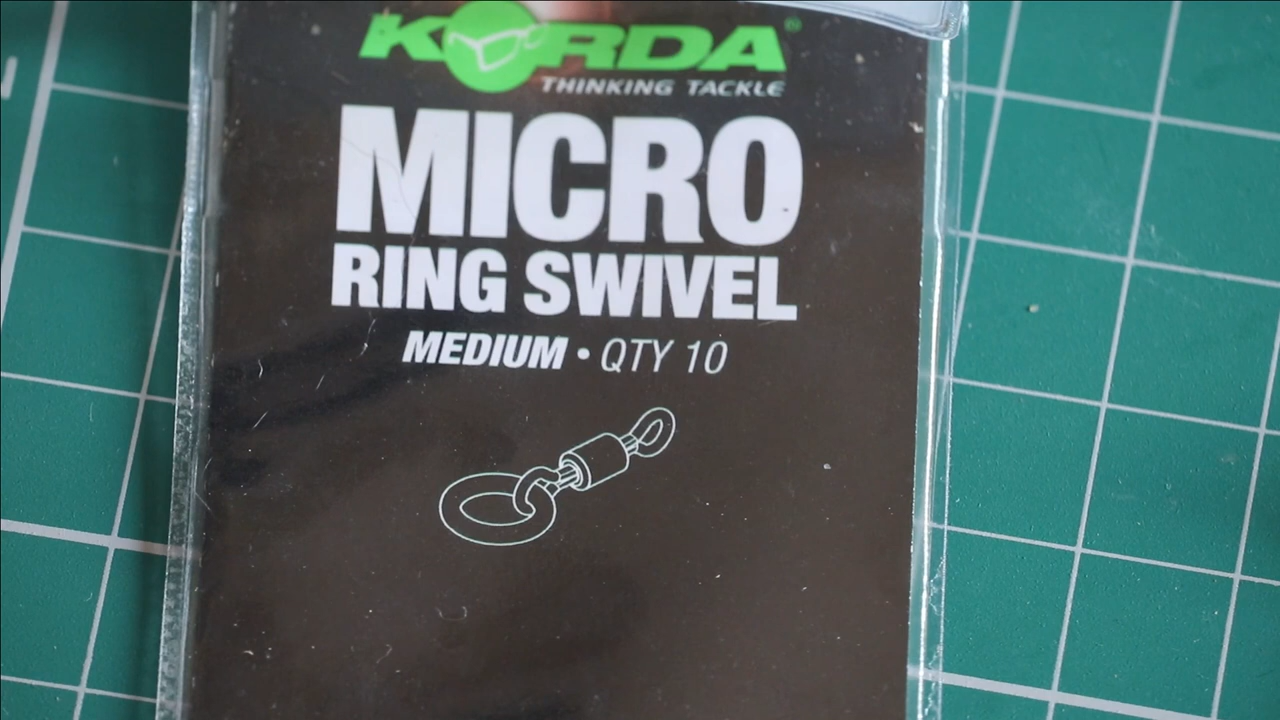 KORDA®
THINKING TACKLE
MICRO
RING SWIVEL
MEDIUM • QTY 10